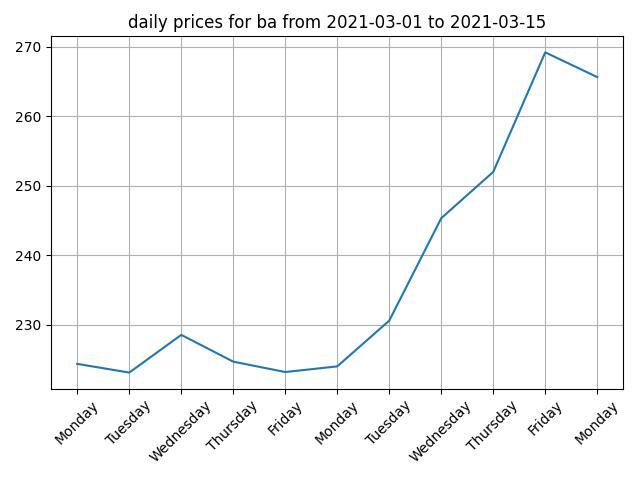 daily prices for ba from 2021-03-01 to 2021-03-15
270
260
250
240
230
Monday
Tuesday
Wednesday
Thursday
Friday
Monday
Tuesday
Wednesday
Thursday
Friday
Monday